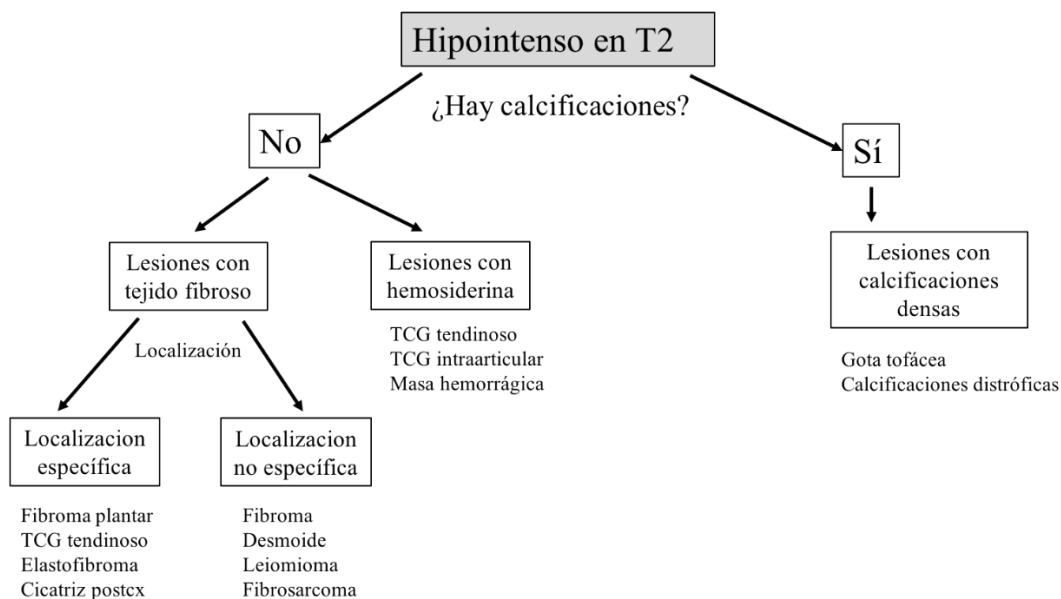 Hipointenso en T2
¿Hay calcificaciones?
No
Sí
Lesiones con
tejido fibroso
Lesiones con
hemosiderina
Lesiones con
calcificaciones
densas
Localización
TCG tendinoso
TCG intraarticular
Masa hemorrágica
Gota tofácea
Calcificaciones distróficas
Localizacion
específica
Localizacion
no específica
Fibroma plantar
TCG tendinoso
Elastofibroma
Cicatriz postcx
Fibroma
Desmoide
Leiomioma
Fibrosarcoma